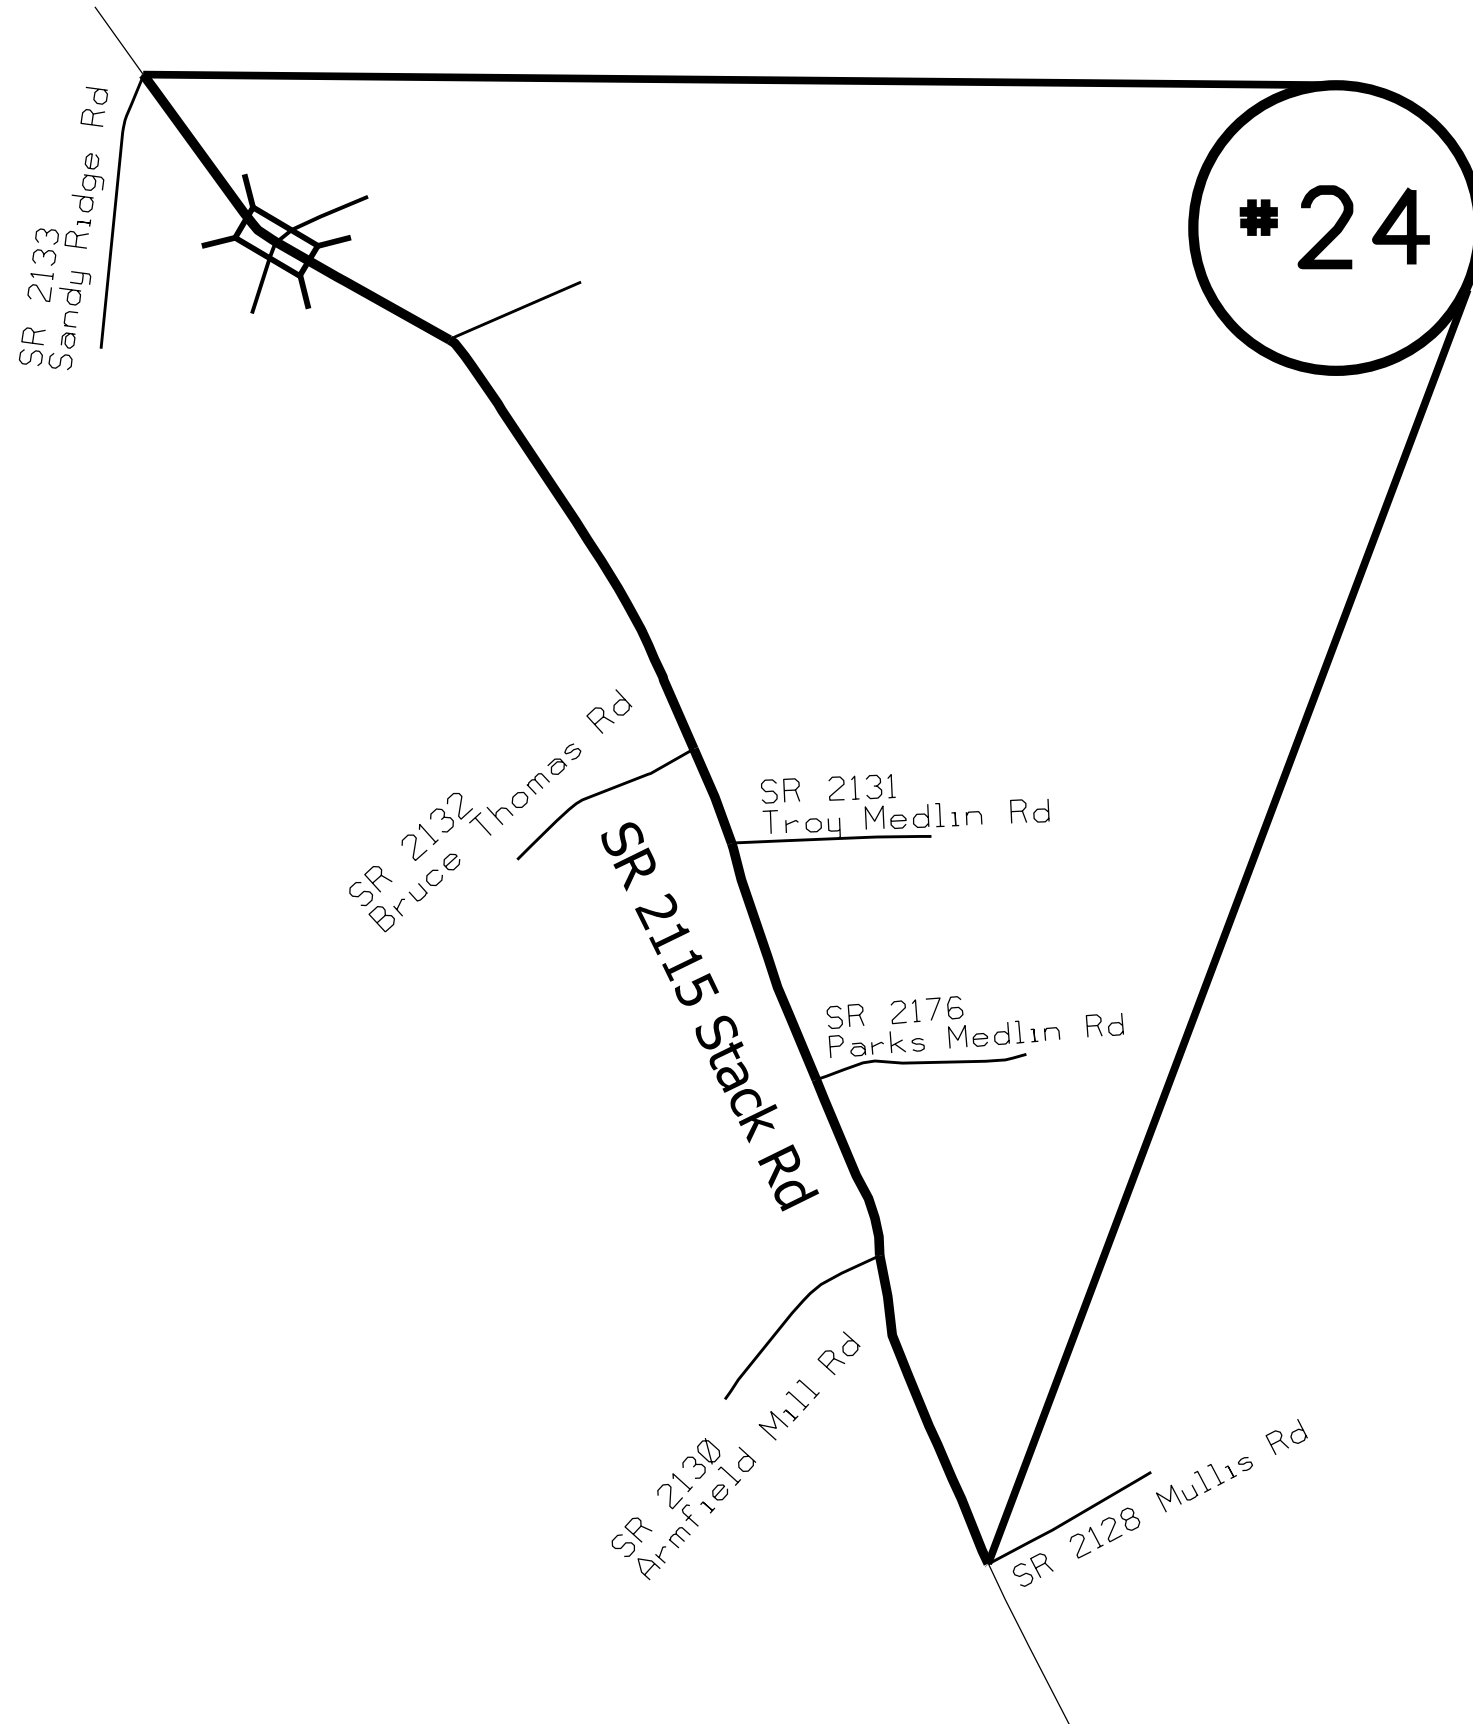 #24
SR 2133
Sandy Ridge Rd
SR 2132
Bruce Thomas Rd
SR 2131
Troy Medlin Rd
SR 2115 Stack Rd
SR 2176
Parks Medlin Rd
SR 2130
Armfield Mill Rd
SR 2128 Mullis Rd